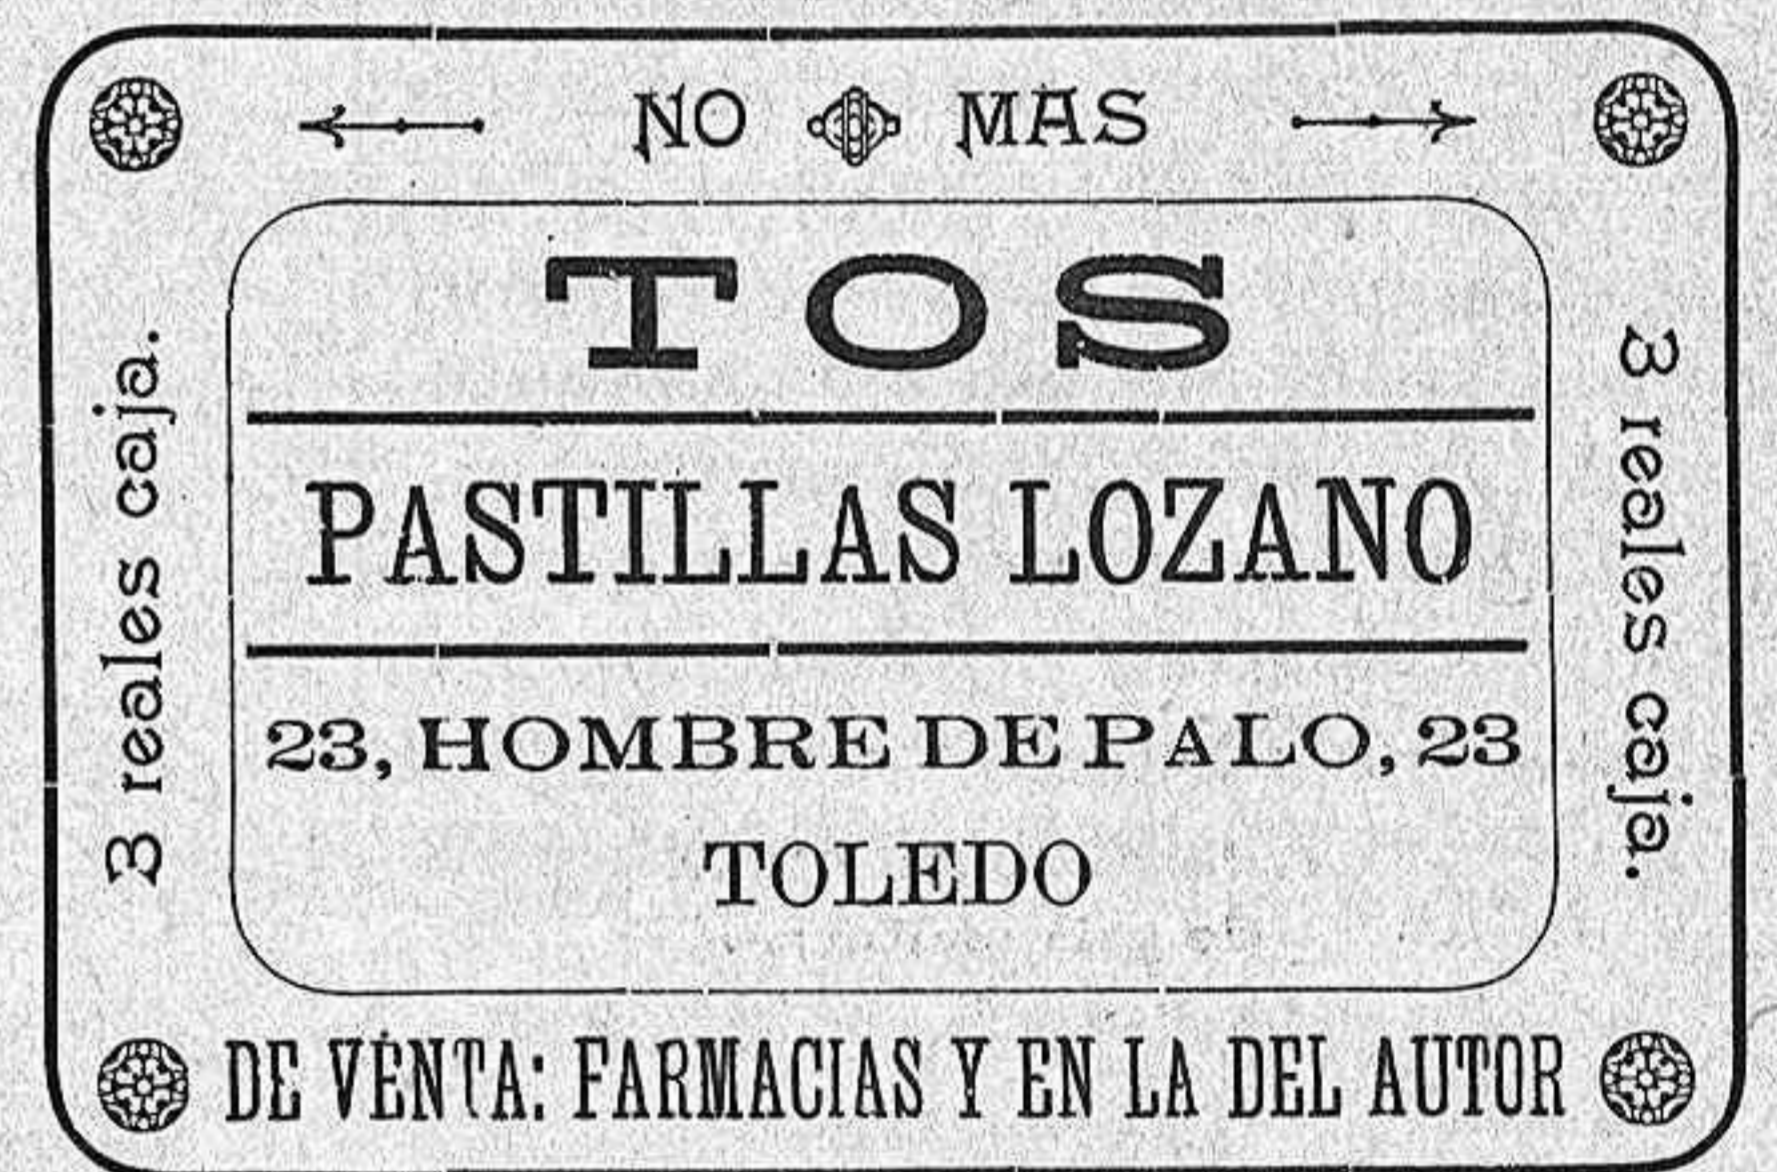 NO MAS
TOS
PASTILLAS LOZANO
23, HOMBRE DE PALO, 23
TOLEDO
3 reales caja.
3 reales caja.
DE VENTA: FARMACIAS Y EN LA DEL AUTOR